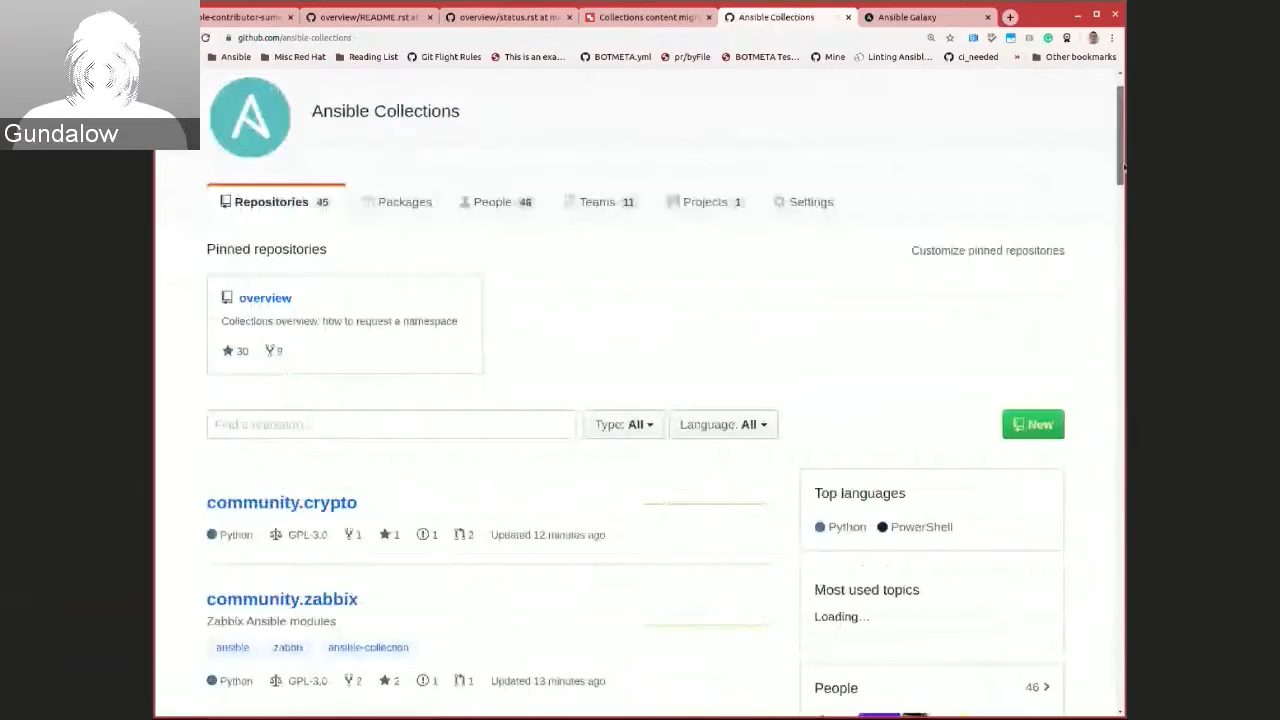 ble-contributor-sume
overview/README.rst at
overview/status.rst at m
Collections content migr
Ansible Collections
Ansible Galaxy
github.com/ansible-collections
Ansible
Misc Red Hat
Reading List
Git Flight Rules
This is an exa...
BOTMETA.yml
pr/byFile
BOTMETA Tes...
Mine
Linting Ansibl...
ci_needed
»
Other bookmarks
Gundalow
Ansible Collections
Repositories 45
Packages
People 46
Teams 11
Projects 1
Settings
Pinned repositories
Customize pinned repositories
overview
Collections overview: how to request a namespace
30
9
Find a repository...
Type: All
Language: All
New
community.crypto
Python GPL-3.0 1 1 1 2 Updated 12 minutes ago
Top languages
Python PowerShell
Most used topics
Loading...
community.zabbix
Zabbix Ansible modules
ansible zabbix ansible-collection
Python GPL-3.0 2 2 1 1 Updated 13 minutes ago
People
46